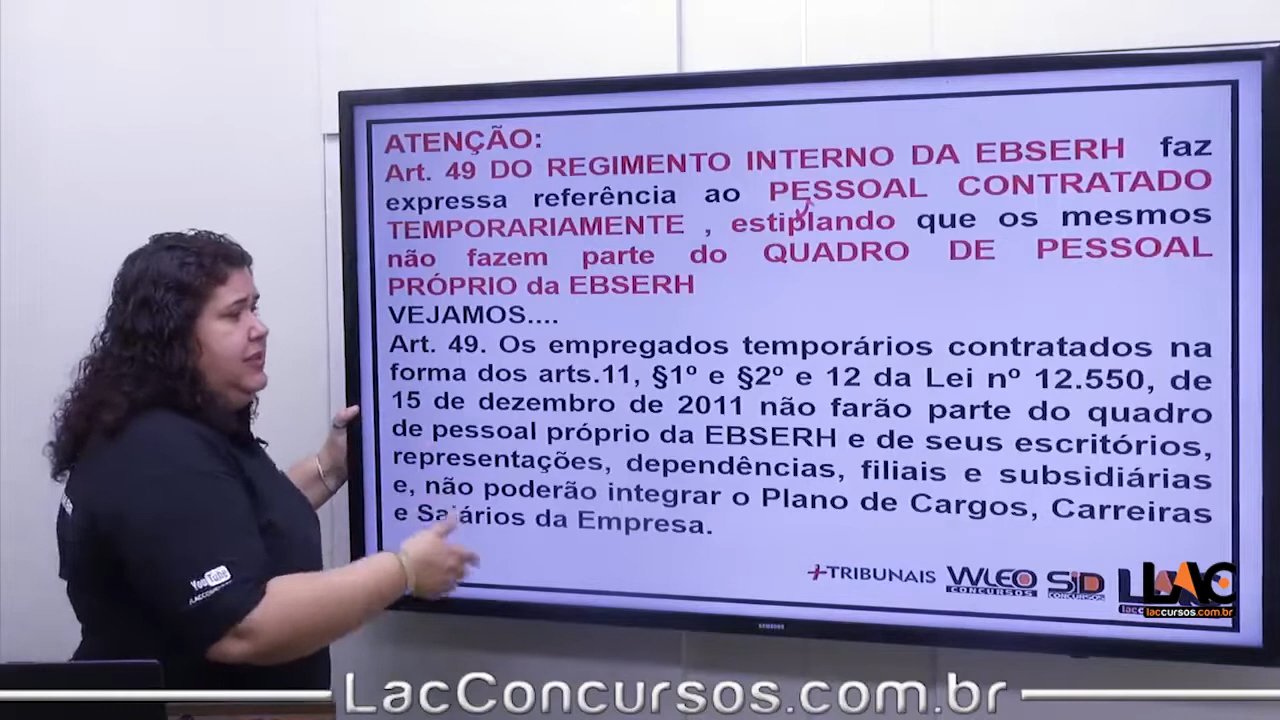 ATENÇÃO:
Art. 49 DO REGIMENTO INTERNO DA EBSERH faz
expressa referência ao PESSOAL CONTRATADO
TEMPORARIAMENTE , estiplando que os mesmos
não fazem parte do QUADRO DE PESSOAL
PRÓPRIO da EBSERH
VEJAMOS....
Art. 49. Os empregados temporários contratados na
forma dos arts.11, §1º e §2º e 12 da Lei nº 12.550, de
15 de dezembro de 2011 não farão parte do quadro
de pessoal próprio da EBSERH e de seus escritórios,
representações, dependências, filiais e subsidiárias
e, não poderão integrar o Plano de Cargos, Carreiras
e Salários da Empresa.
+TRIBUNAIS WLEO CONCURSOS SID CONCURSOS LAC
laccursos.com.br
SAMSUNG
YouTube
LacConcursos.com.br